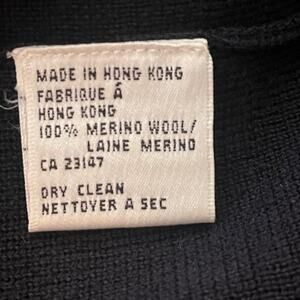 MADE IN HONG KONG
FABRIQUE Á
HONG KONG
100% MERINO WOOL/
LAINE MERINO
CA 23147
DRY CLEAN
NETTOYER A SEC